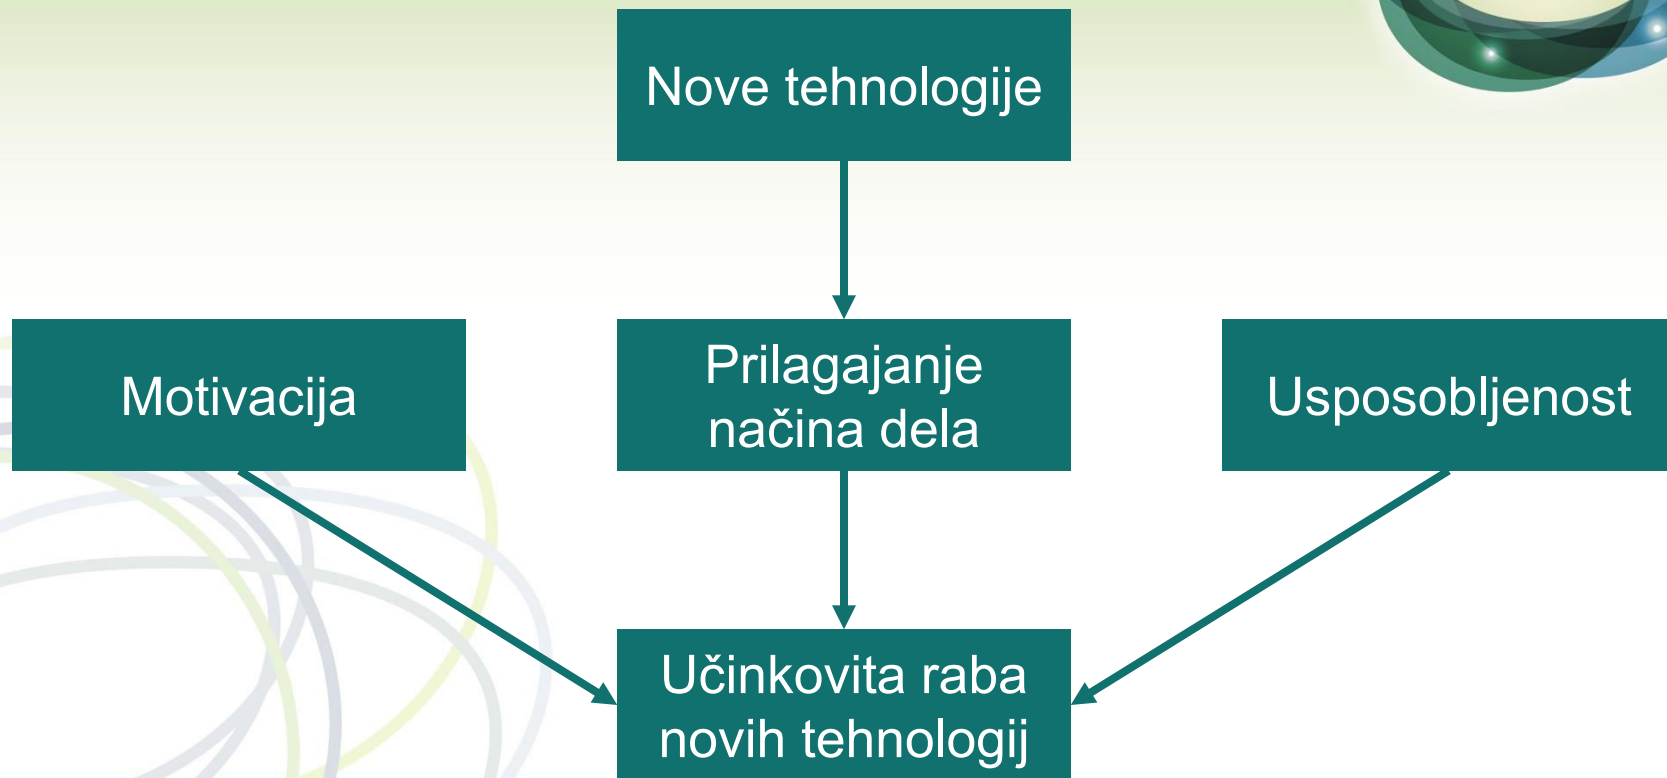 Nove tehnologije
Motivacija
Prilagajanje
načina dela
Usposobljenost
Učinkovita raba
novih tehnologij